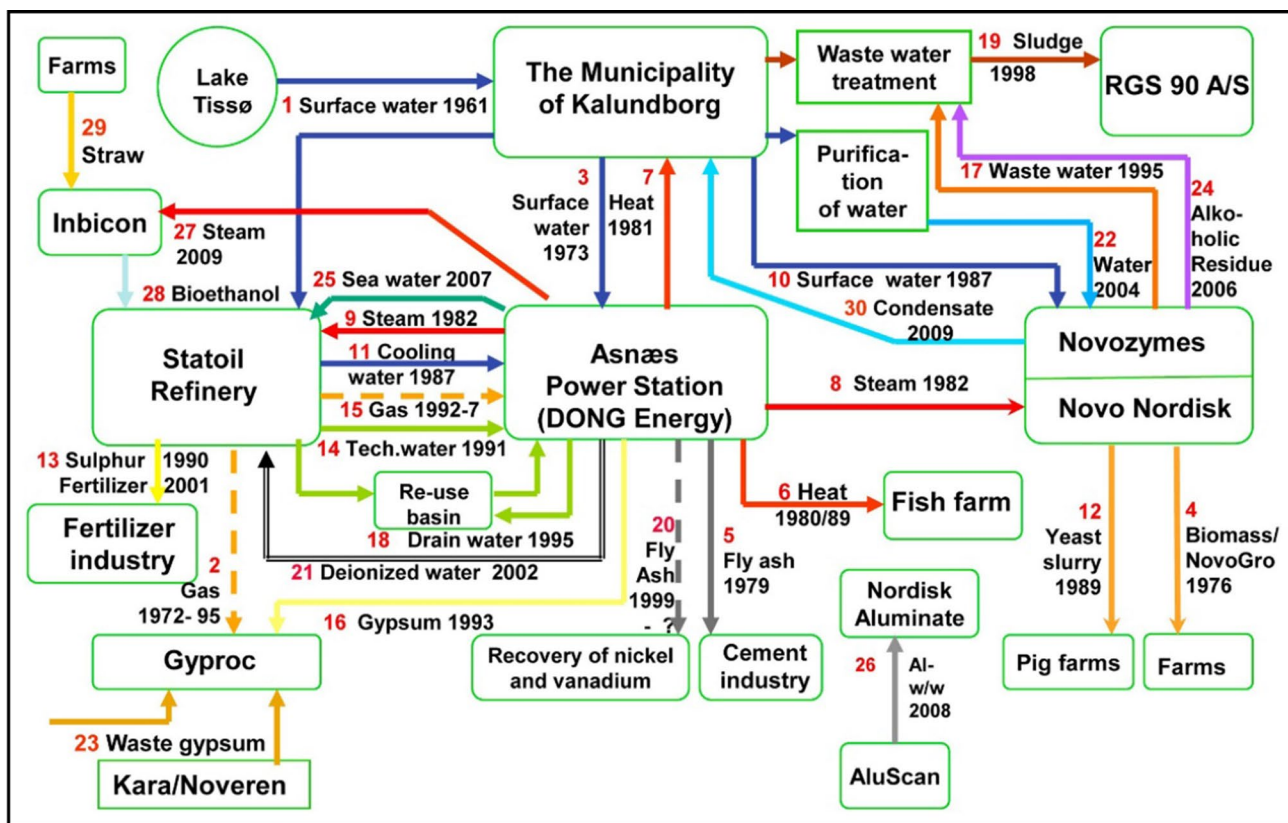 Farms
29
Straw
Inbicon
27 Steam
2009
28 Bioethanol
Lake
Tissø
1 Surface water 1961
The Municipality
of Kalundborg
Waste water
treatment
19 Sludge
1998
RGS 90 A/S
Purifica-
tion
of water
17 Waste water 1995
24
Alko-
holic
Residue
2006
22
Water
2004
3
Surface
water
1973
7
Heat
1981
10 Surface water 1987
30 Condensate
2009
25 Sea water 2007
9 Steam 1982
11 Cooling
water 1987
15 Gas 1992-7
14 Tech.water 1991
Statoil
Refinery
Asnæs
Power Station
(DONG Energy)
8 Steam 1982
Novozymes
Novo Nordisk
13 Sulphur 1990
Fertilizer 2001
Fertilizer
industry
Re-use
basin
18 Drain water 1995
21 Deionized water 2002
2
Gas
1972- 95
16 Gypsum 1993
20
Fly
Ash
1999
- ?
5
Fly ash
1979
6 Heat
1980/89
Fish farm
12
Yeast
slurry
1989
4
Biomass/
NovoGro
1976
Gyproc
Recovery of nickel
and vanadium
Cement
industry
Nordisk
Aluminate
26
Al-
w/w
2008
AluScan
Pig farms
Farms
23 Waste gypsum
Kara/Noveren